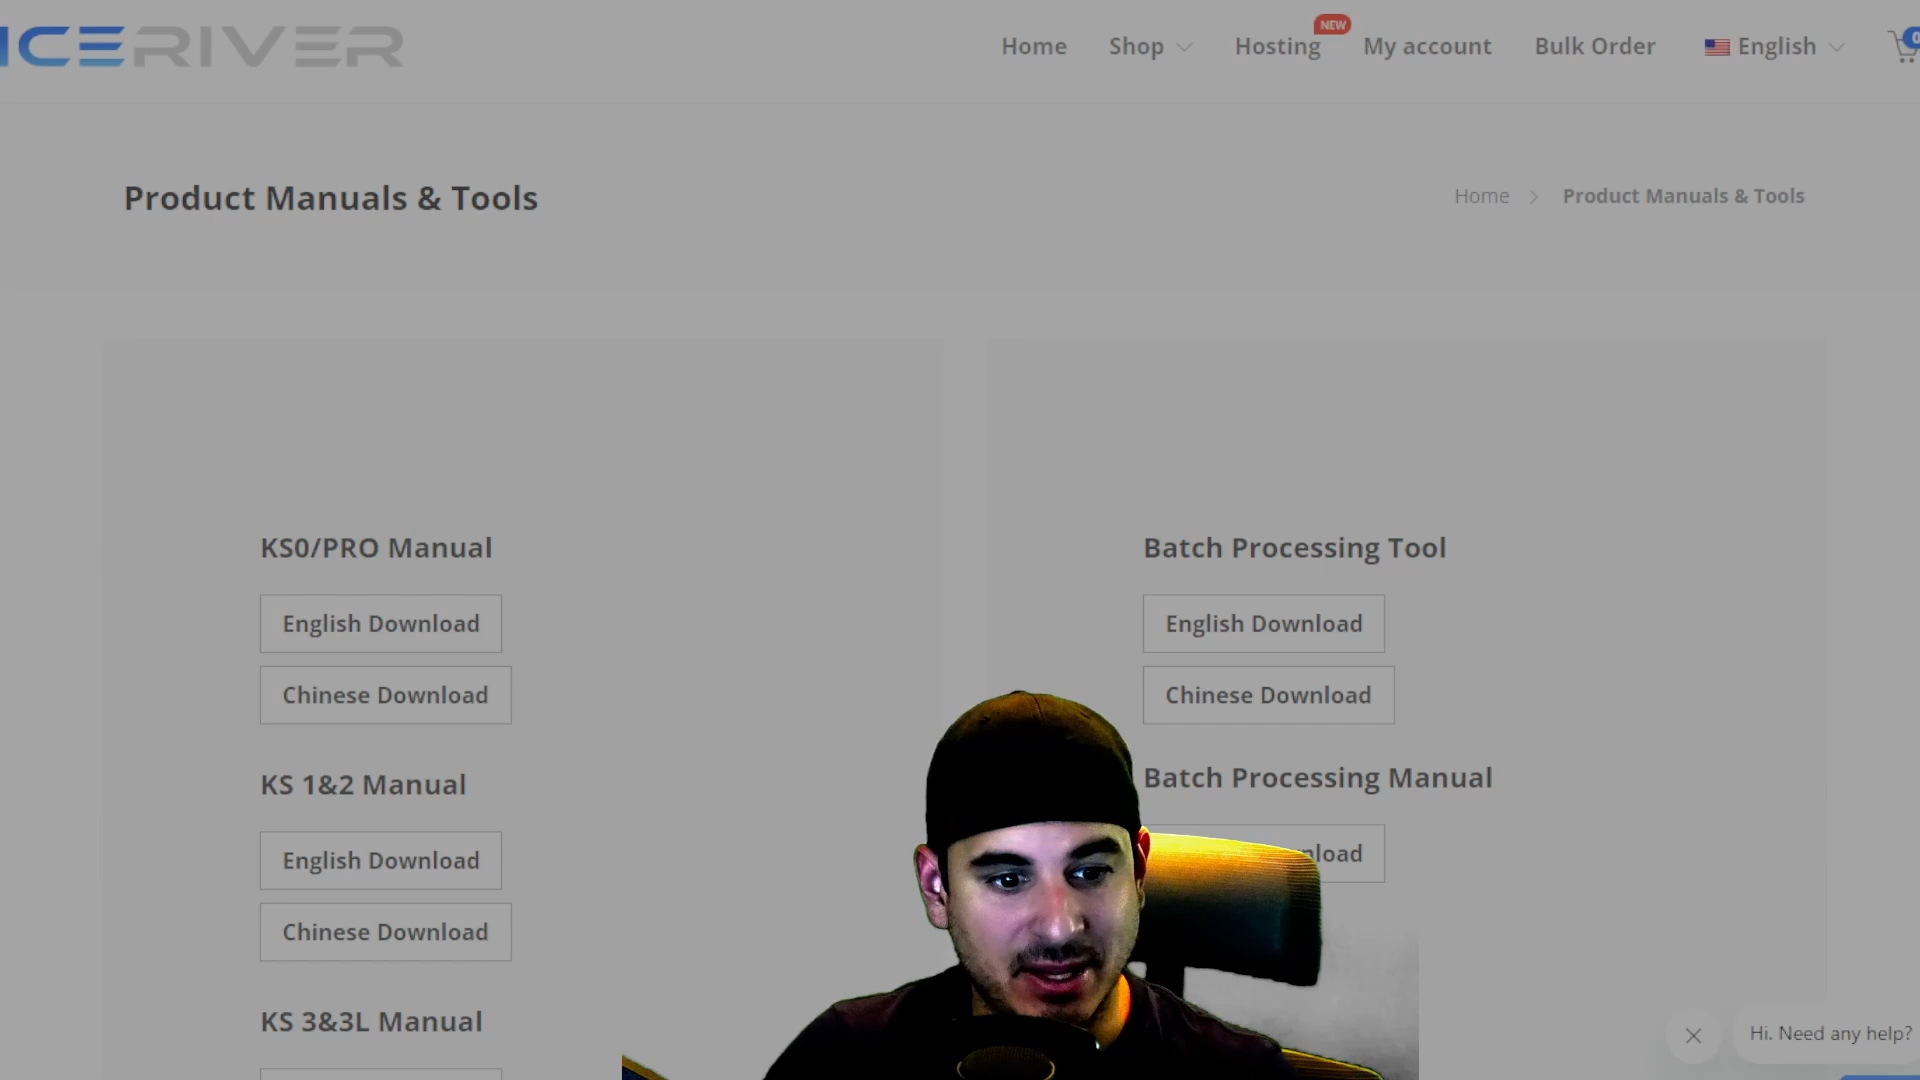 ICERIVER
Home Shop Hosting NEW My account Bulk Order English 0
Product Manuals & Tools
Home > Product Manuals & Tools
KS0/PRO Manual
English Download
Chinese Download
KS 1&2 Manual
English Download
Chinese Download
KS 3&3L Manual
Batch Processing Tool
English Download
Chinese Download
Batch Processing Manual
Hi. Need any help?